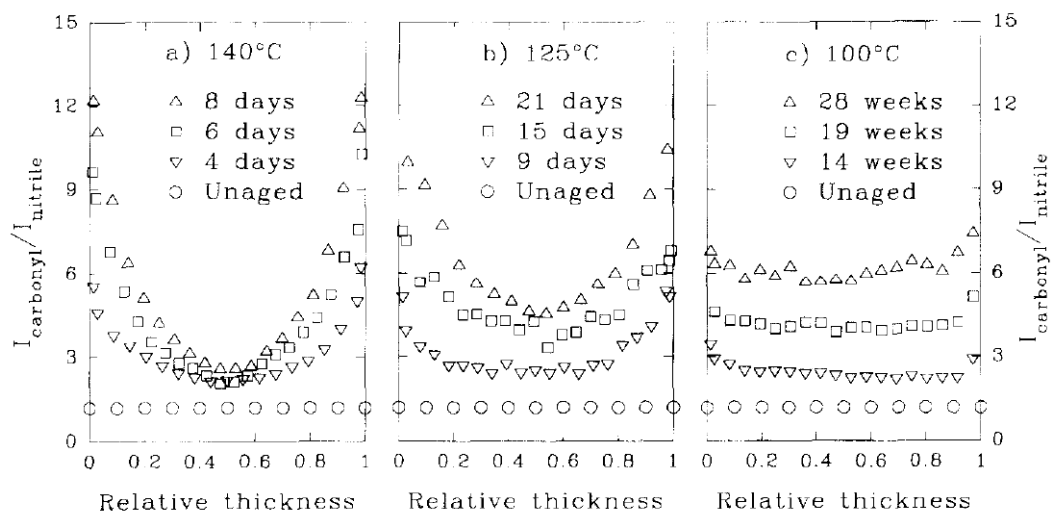 I_carbonyl/I_nitrile
15
12
9
6
3
0
a) 140°C
8 days
6 days
4 days
Unaged
0 0.2 0.4 0.6 0.8 1
Relative thickness
b) 125°C
21 days
15 days
9 days
Unaged
0 0.2 0.4 0.6 0.8 1
Relative thickness
c) 100°C
28 weeks
19 weeks
14 weeks
Unaged
0 0.2 0.4 0.6 0.8 1
Relative thickness
15
12
9
6
3
0
I_carbonyl/I_nitrile